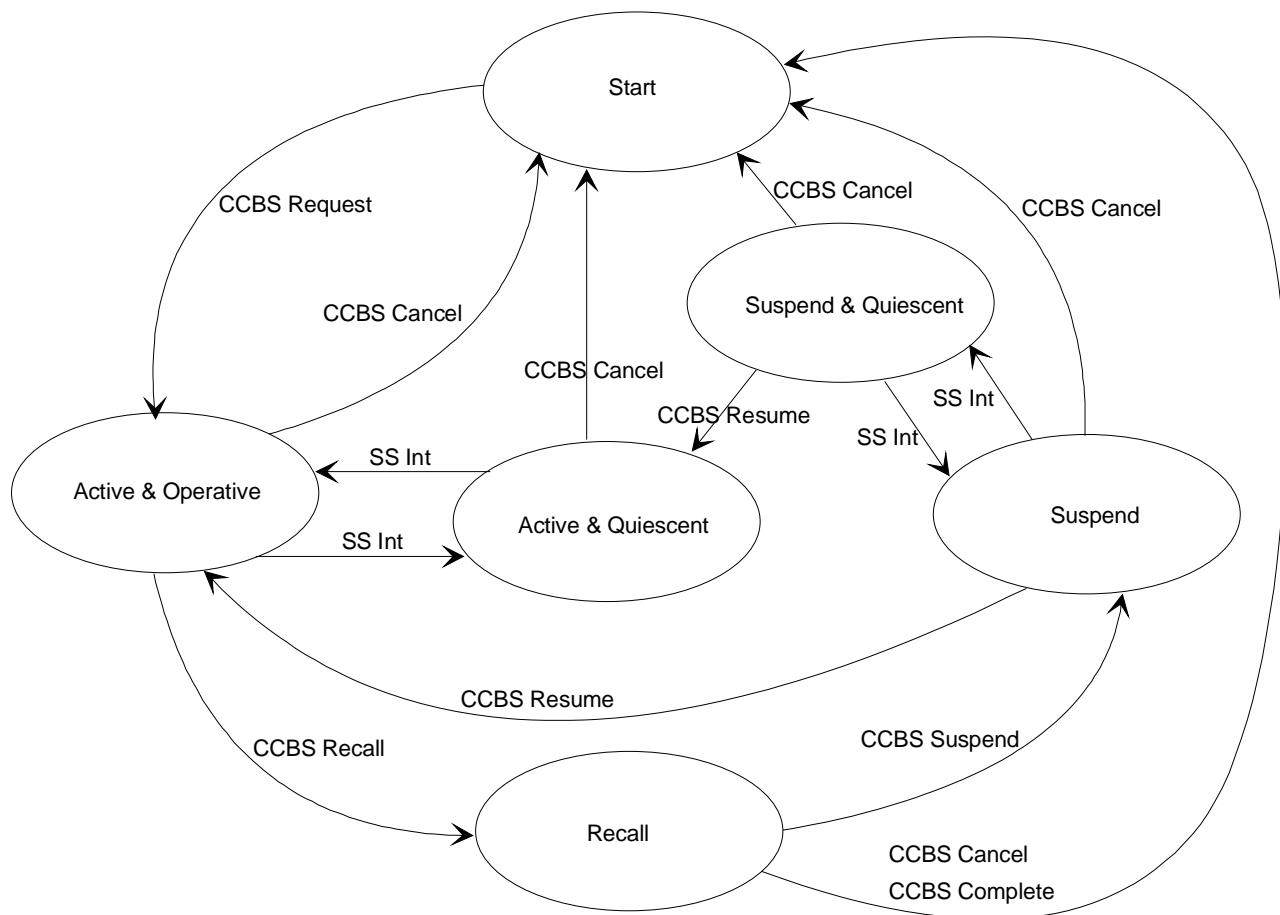 Start
CCBS Request
CCBS Cancel
CCBS Cancel
Suspend & Quiescent
CCBS Cancel
CCBS Cancel
CCBS Resume
SS Int
SS Int
SS Int
Active & Operative
Active & Quiescent
Suspend
SS Int
CCBS Resume
CCBS Suspend
CCBS Recall
Recall
CCBS Cancel
CCBS Complete